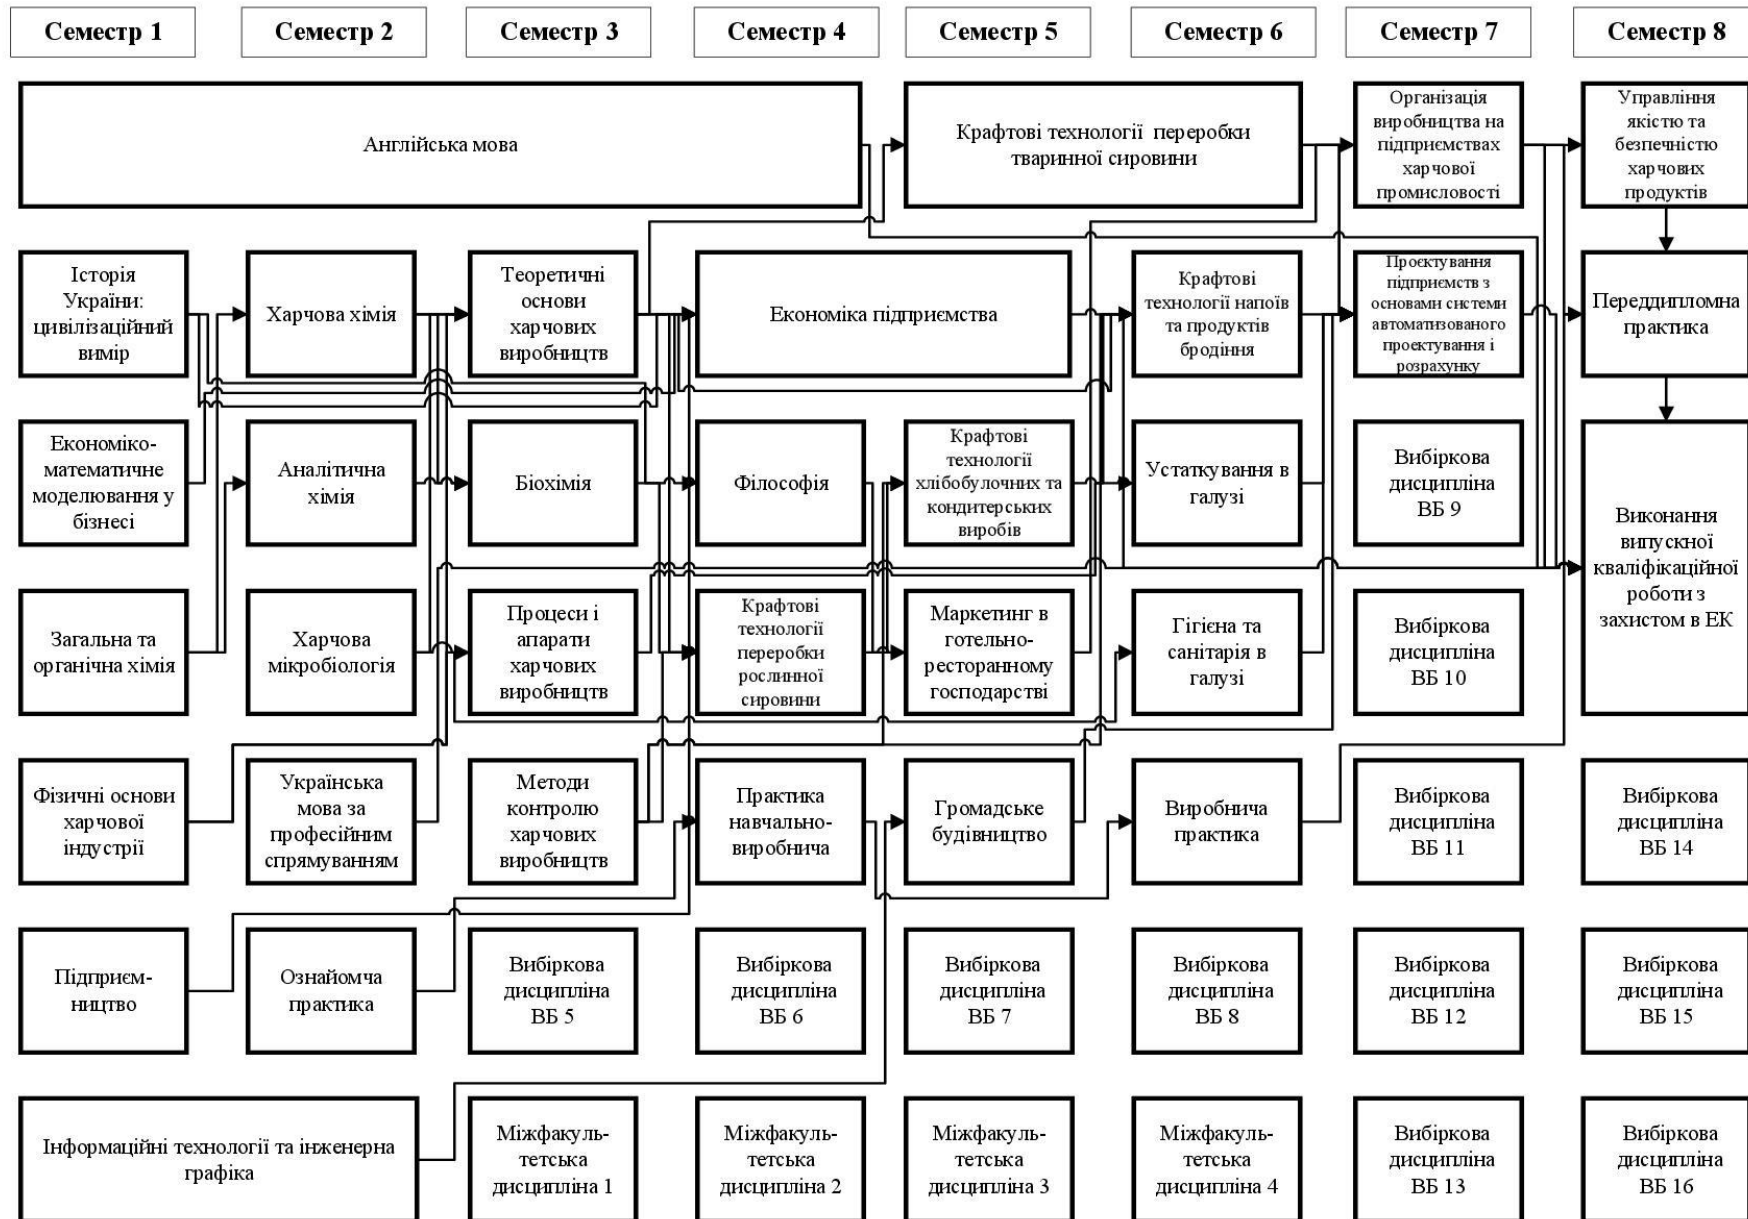 Семестр 1
Семестр 2
Семестр 3
Семестр 4
Семестр 5
Семестр 6
Семестр 7
Семестр 8
Англійська мова
Крафтові технології переробки
тваринної сировини
Організація
виробництва на
підприємствах
харчової
промисловості
Управління
якістю та
безпечністю
харчових
продуктів
Історія
України:
цивілізаційний
вимір
Харчова хімія
Теоретичні
основи
харчових
виробництв
Економіка підприємства
Крафтові
технології напоїв
та продуктів
бродіння
Проєктування
підприємств з
основами системи
автоматизованого
проектування і
розрахунку
Переддипломна
практика
Економіко-
математичне
моделювання у
бізнесі
Аналітична
хімія
Біохімія
Філософія
Крафтові
технології
хлібобулочних та
кондитерських
виробів
Устаткування в
галузі
Вибіркова
дисципліна
ВБ 9
Виконання
випускної
кваліфікаційної
роботи з
захистом в ЕК
Загальна та
органічна хімія
Харчова
мікробіологія
Процеси і
апарати
харчових
виробництв
Крафтові
технології
переробки
рослинної
сировини
Маркетинг в
готельно-
ресторанному
господарстві
Гігієна та
санітарія в
галузі
Вибіркова
дисципліна
ВБ 10
Фізичні основи
харчової
індустрії
Українська
мова за
професійним
спрямуванням
Методи
контролю
харчових
виробництв
Практика
навчально-
виробнича
Громадське
будівництво
Виробнича
практика
Вибіркова
дисципліна
ВБ 11
Вибіркова
дисципліна
ВБ 14
Підприєм-
ництво
Ознайомча
практика
Вибіркова
дисципліна
ВБ 5
Вибіркова
дисципліна
ВБ 6
Вибіркова
дисципліна
ВБ 7
Вибіркова
дисципліна
ВБ 8
Вибіркова
дисципліна
ВБ 12
Вибіркова
дисципліна
ВБ 15
Інформаційні технології та інженерна
графіка
Міжфакуль-
тетська
дисципліна 1
Міжфакуль-
тетська
дисципліна 2
Міжфакуль-
тетська
дисципліна 3
Міжфакуль-
тетська
дисципліна 4
Вибіркова
дисципліна
ВБ 13
Вибіркова
дисципліна
ВБ 16